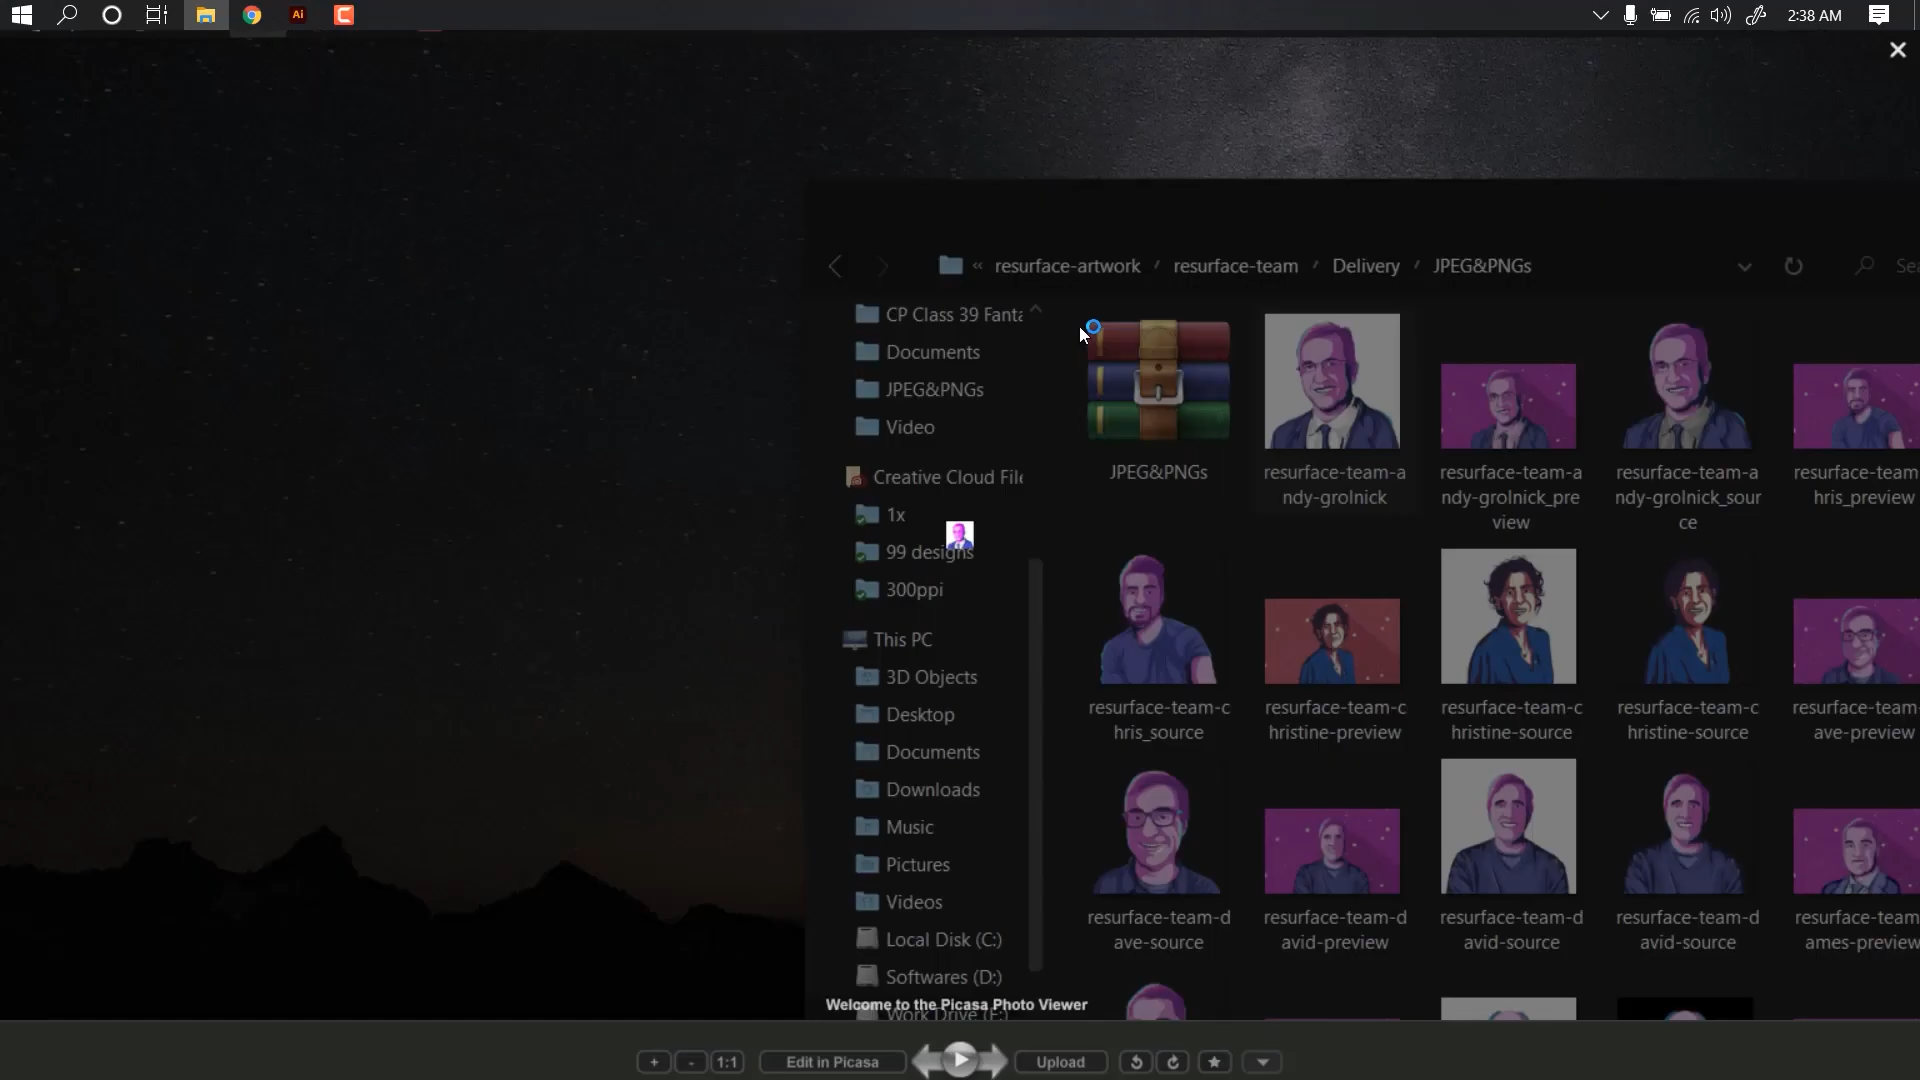 Ai
2:38 AM
« resurface-artwork / resurface-team / Delivery / JPEG&PNGs
Sea
CP Class 39 Fanta
Documents
JPEG&PNGs
Video
Creative Cloud File
1x
99 designs
300ppi
This PC
3D Objects
Desktop
Documents
Downloads
Music
Pictures
Videos
Local Disk (C:)
Softwares (D:)
Work Drive (E:)
JPEG&PNGs
resurface-team-a
ndy-grolnick
resurface-team-a
ndy-grolnick_pre
view
resurface-team-a
ndy-grolnick_sour
ce
resurface-team
hris_preview
resurface-team-c
hris_source
resurface-team-c
hristine-preview
resurface-team-c
hristine-source
resurface-team-c
hristine-source
resurface-team-
ave-preview
resurface-team-d
ave-source
resurface-team-d
avid-preview
resurface-team-d
avid-source
resurface-team-d
avid-source
resurface-team
ames-preview
Welcome to the Picasa Photo Viewer
+ - 1:1 Edit in Picasa Upload